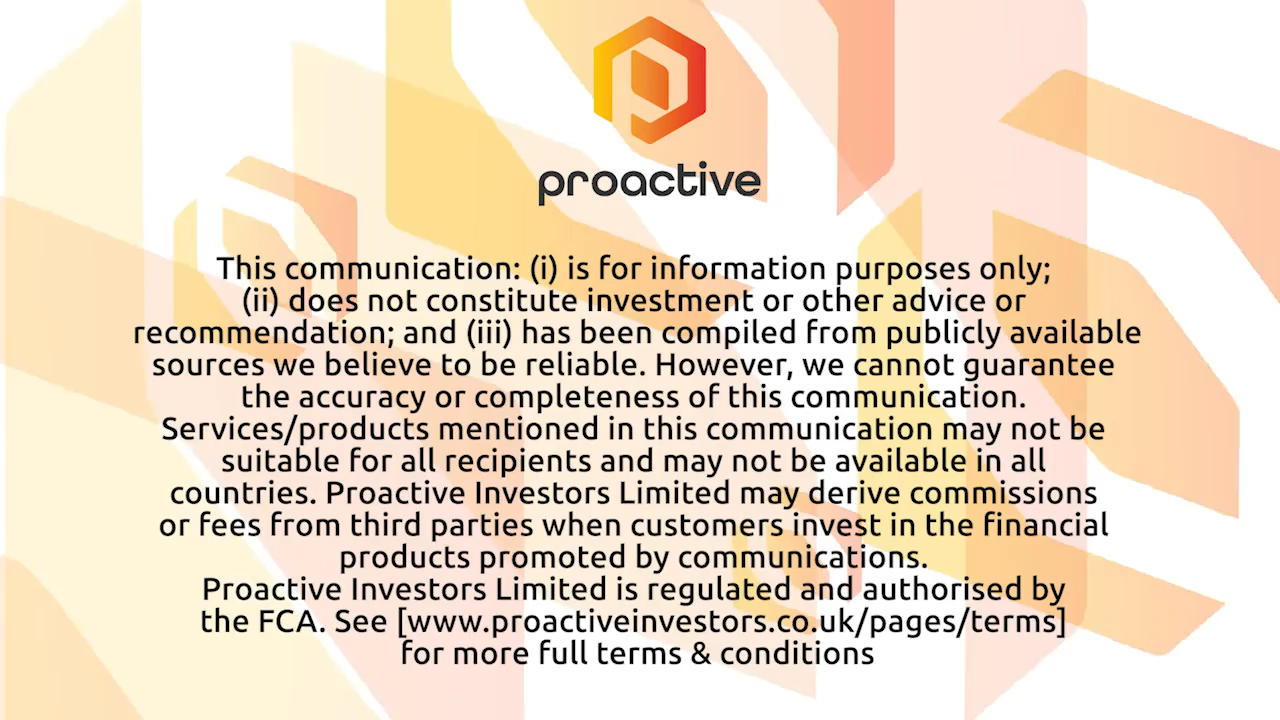 proactive
This communication: (i) is for information purposes only;
(ii) does not constitute investment or other advice or
recommendation; and (iii) has been compiled from publicly available
sources we believe to be reliable. However, we cannot guarantee
the accuracy or completeness of this communication.
Services/products mentioned in this communication may not be
suitable for all recipients and may not be available in all
countries. Proactive Investors Limited may derive commissions
or fees from third parties when customers invest in the financial
products promoted by communications.
Proactive Investors Limited is regulated and authorised by
the FCA. See [www.proactiveinvestors.co.uk/pages/terms]
for more full terms & conditions